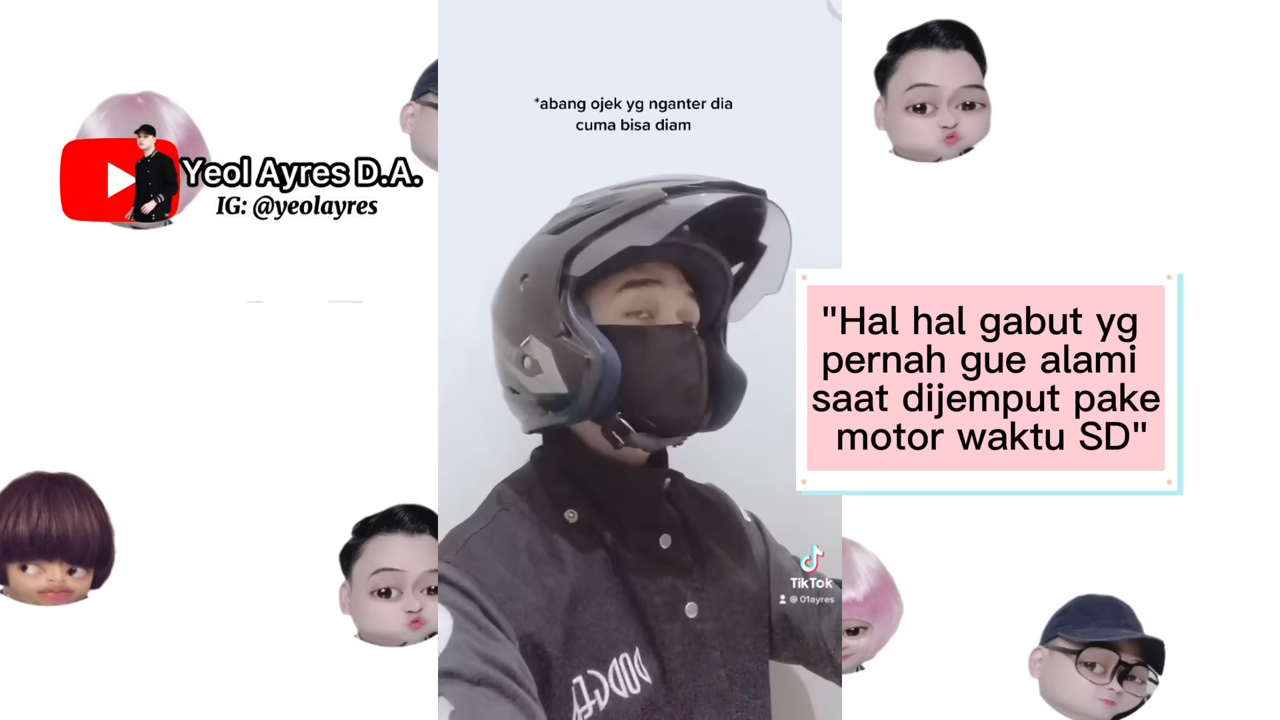 *abang ojek yg nganter dia
cuma bisa diam
Yeol Ayres D.A.
IG: @yeolayres
"Hal hal gabut yg
pernah gue alami
saat dijemput pake
motor waktu SD"
TikTok
@ 01ayres
DODGERS